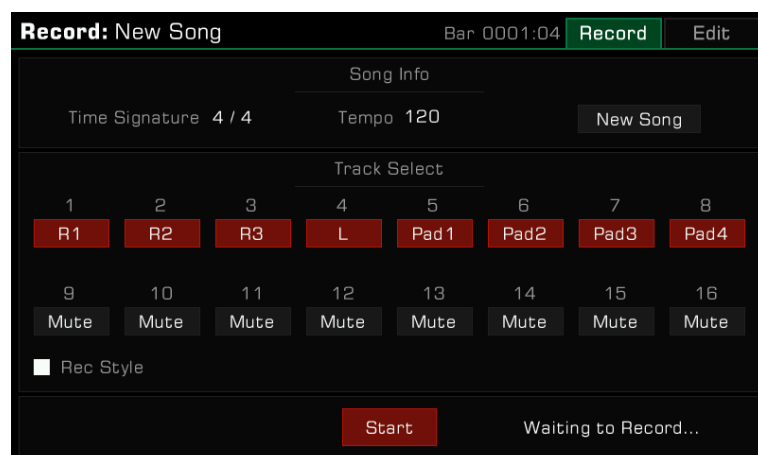 Record: New Song Bar 0001:04 Record Edit
Song Info
Time Signature 4 / 4 Tempo 120 New Song
Track Select
1 2 3 4 5 6 7 8
R1 R2 R3 L Pad1 Pad2 Pad3 Pad4
9 10 11 12 13 14 15 16
Mute Mute Mute Mute Mute Mute Mute Mute
Rec Style
Start Waiting to Record...